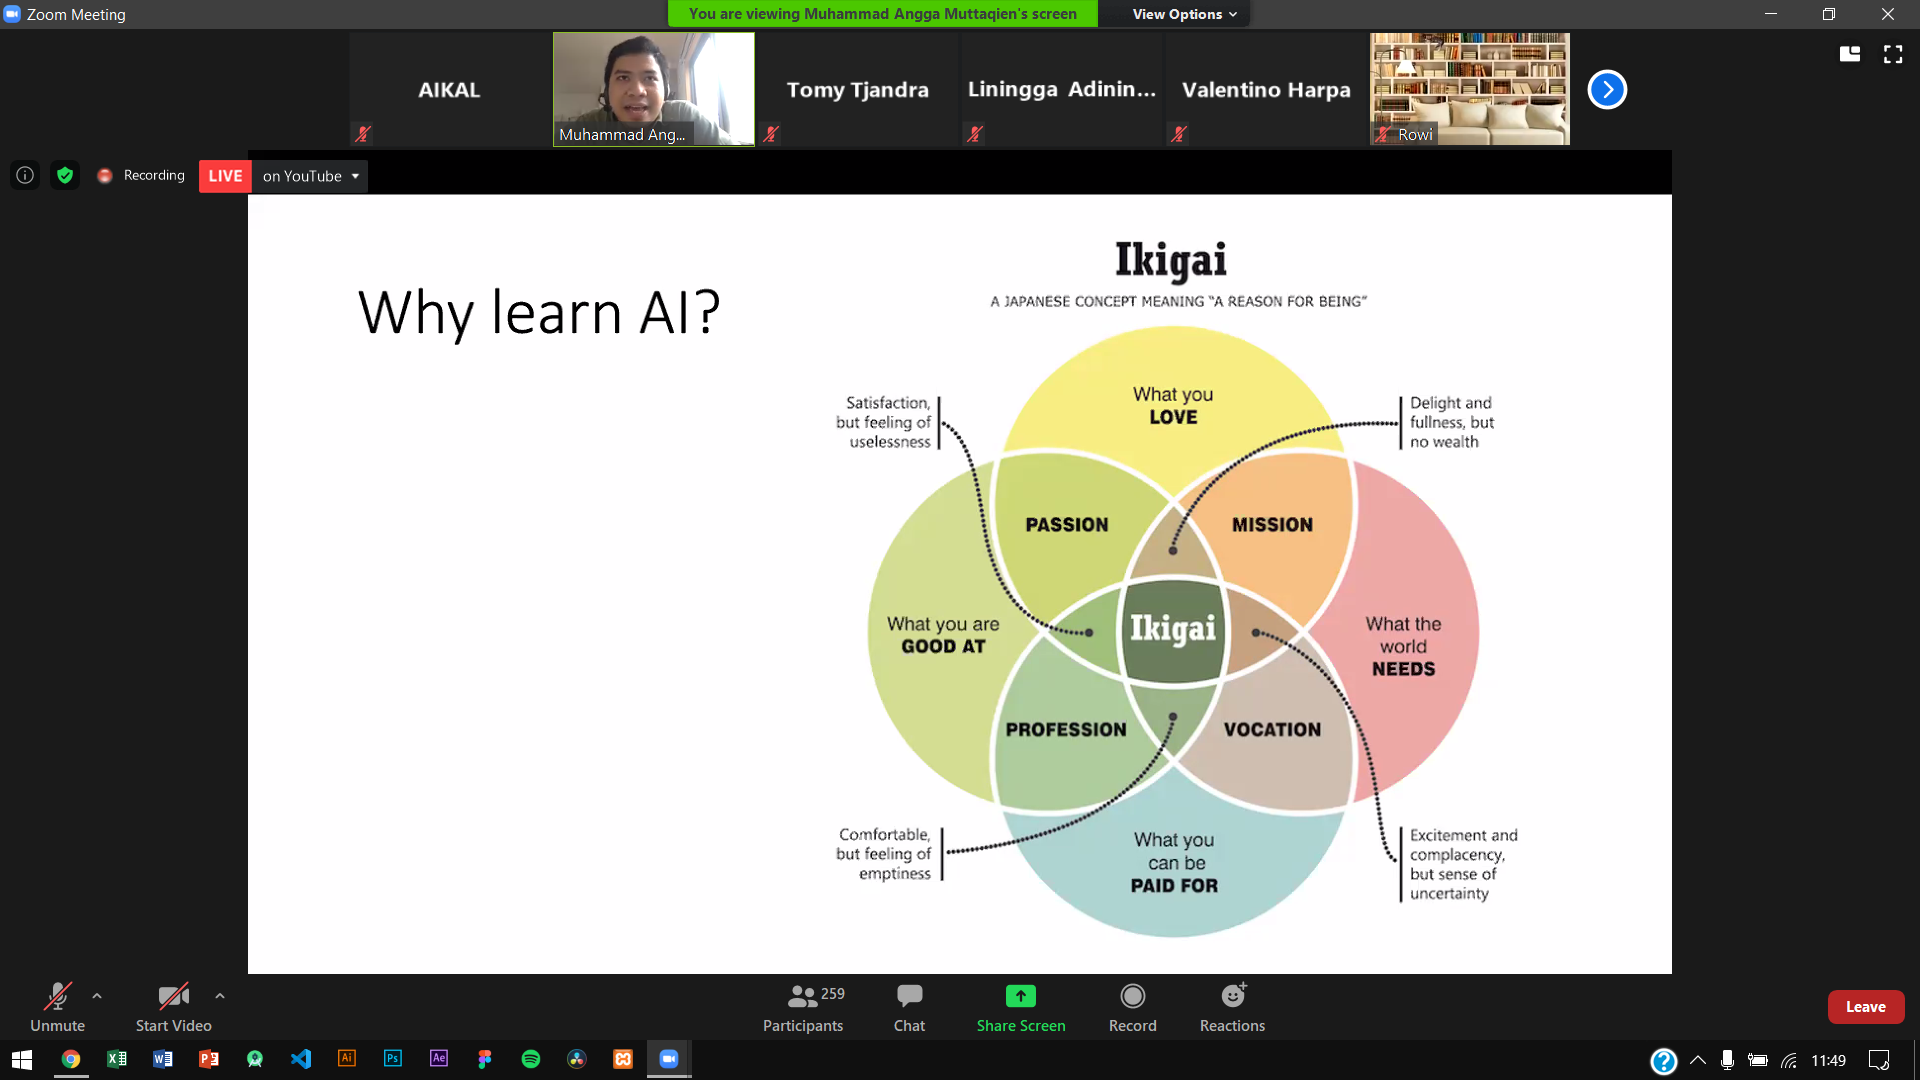 Zoom Meeting
You are viewing Muhammad Angga Muttaqien's screen
View Options
AIKAL
Muhammad Ang...
Tomy Tjandra
Liningga Adinin...
Valentino Harpa
Rowi
Recording
LIVE
on YouTube
Why learn AI?
Ikigai
A JAPANESE CONCEPT MEANING “A REASON FOR BEING”
What you
LOVE
Satisfaction,
but feeling of
uselessness
Delight and
fullness, but
no wealth
PASSION
MISSION
What you are
GOOD AT
Ikigai
What the
world
NEEDS
PROFESSION
VOCATION
Comfortable,
but feeling of
emptiness
What you
can be
PAID FOR
Excitement and
complacency,
but sense of
uncertainty
Unmute
Start Video
259
Participants
Chat
Share Screen
Record
Reactions
Leave
Ai
Ps
Ae
11:49